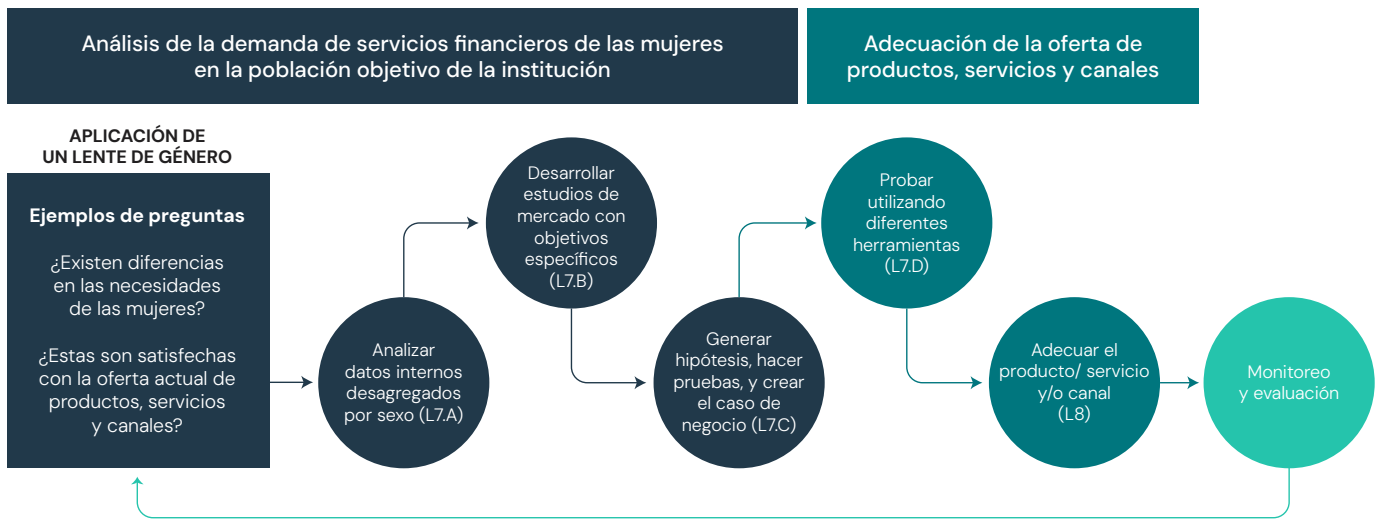 Análisis de la demanda de servicios financieros de las mujeres
en la población objetivo de la institución
Adecuación de la oferta de
productos, servicios y canales
APLICACIÓN DE
UN LENTE DE GÉNERO
Ejemplos de preguntas
¿Existen diferencias
en las necesidades
de las mujeres?
¿Estas son satisfechas
con la oferta actual de
productos, servicios
y canales?
Analizar
datos internos
desagregados
por sexo (L7.A)
Desarrollar
estudios de
mercado con
objetivos
específicos
(L7.B)
Generar
hipótesis, hacer
pruebas, y crear
el caso de
negocio (L7.C)
Probar
utilizando
diferentes
herramientas
(L7.D)
Adecuar el
producto/ servicio
y/o canal
(L8)
Monitoreo
y evaluación